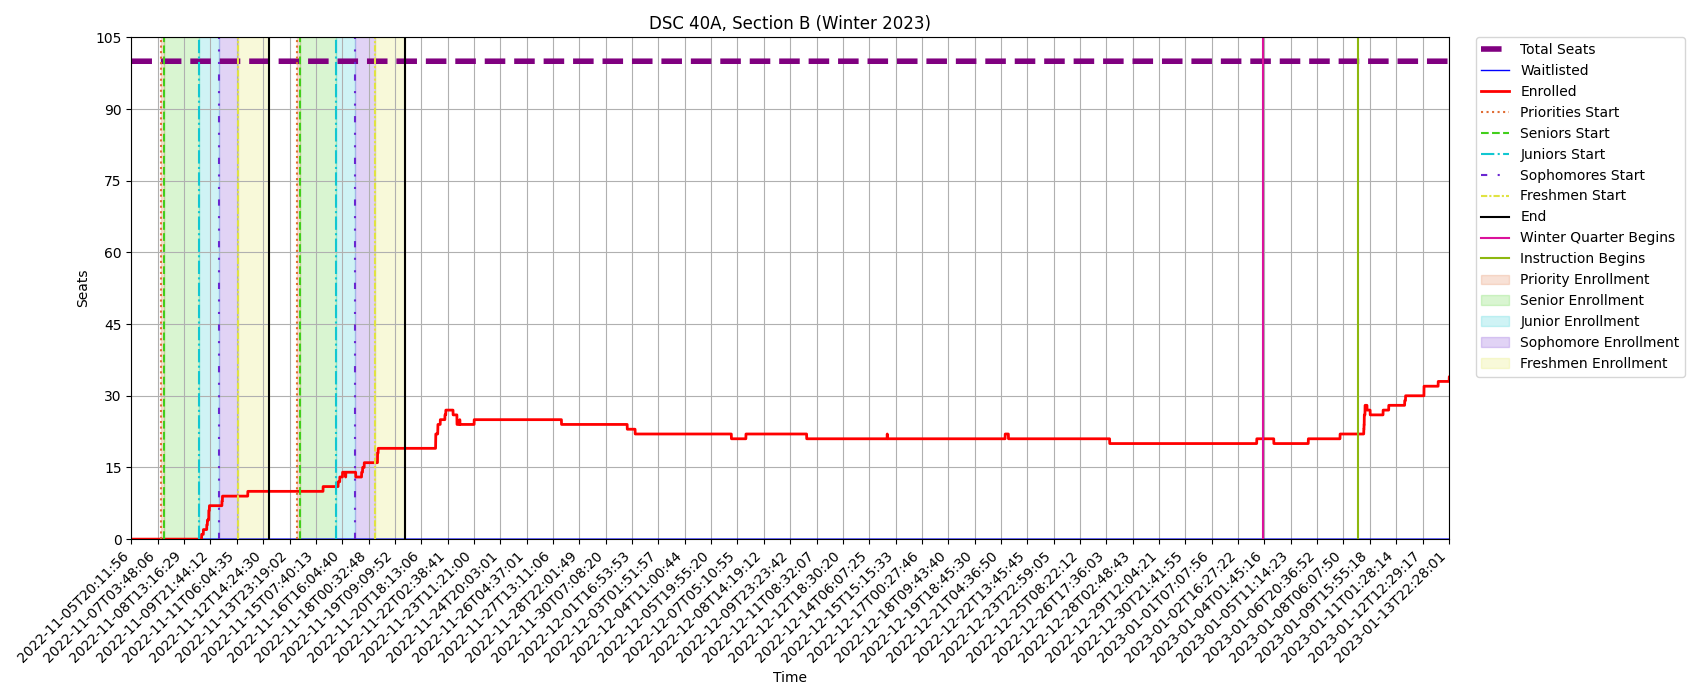 DSC 40A, Section B (Winter 2023)
105
90
75
60
45
30
15
0
Seats
2022-11-05T20:11:56
2022-11-07T03:48:06
2022-11-08T13:16:29
2022-11-09T21:44:12
2022-11-11T06:04:35
2022-11-12T14:24:30
2022-11-13T23:19:02
2022-11-15T07:40:13
2022-11-16T16:04:40
2022-11-18T00:32:48
2022-11-19T09:09:52
2022-11-20T18:13:06
2022-11-22T02:38:41
2022-11-23T11:21:00
2022-11-24T20:03:01
2022-11-26T04:37:01
2022-11-27T13:11:06
2022-11-28T22:01:49
2022-11-30T07:08:20
2022-12-01T16:53:53
2022-12-03T01:51:57
2022-12-04T11:00:44
2022-12-05T19:55:20
2022-12-07T05:10:55
2022-12-08T14:19:12
2022-12-09T23:23:42
2022-12-11T08:32:07
2022-12-12T18:30:20
2022-12-14T06:07:25
2022-12-15T15:15:33
2022-12-17T00:27:46
2022-12-18T09:43:40
2022-12-19T18:45:30
2022-12-21T04:36:50
2022-12-22T13:45:45
2022-12-23T22:59:05
2022-12-25T08:22:12
2022-12-26T17:36:03
2022-12-28T02:48:43
2022-12-29T12:04:21
2022-12-30T21:41:55
2023-01-01T07:07:56
2023-01-02T16:27:22
2023-01-04T01:45:16
2023-01-05T11:14:23
2023-01-06T20:36:52
2023-01-08T06:07:50
2023-01-09T15:55:18
2023-01-11T01:28:14
2023-01-12T12:29:17
2023-01-13T22:28:01
Time
Total Seats
Waitlisted
Enrolled
Priorities Start
Seniors Start
Juniors Start
Sophomores Start
Freshmen Start
End
Winter Quarter Begins
Instruction Begins
Priority Enrollment
Senior Enrollment
Junior Enrollment
Sophomore Enrollment
Freshmen Enrollment